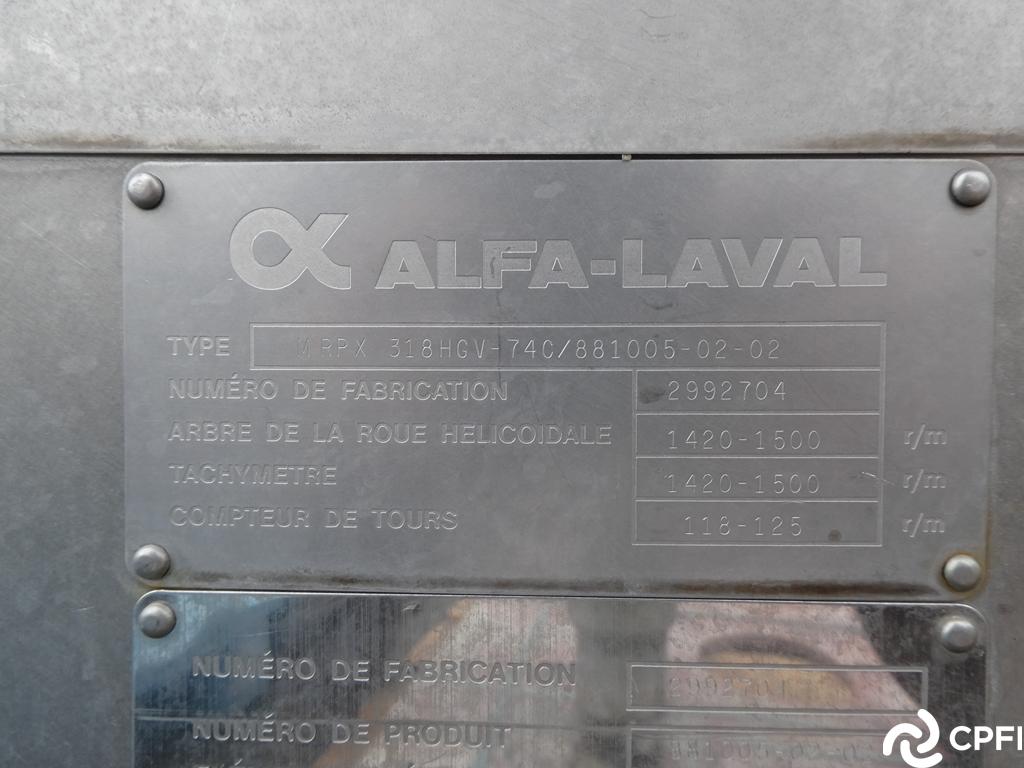 α ALFA-LAVAL
TYPE MRPX 318HGV-74C/881005-02-02
NUMÉRO DE FABRICATION 2992704
ARBRE DE LA ROUE HELICOIDALE 1420-1500 r/m
TACHYMETRE 1420-1500 r/m
COMPTEUR DE TOURS 118-125 r/m
NUMÉRO DE FABRICATION 2992704
NUMÉRO DE PRODUIT
CPFI